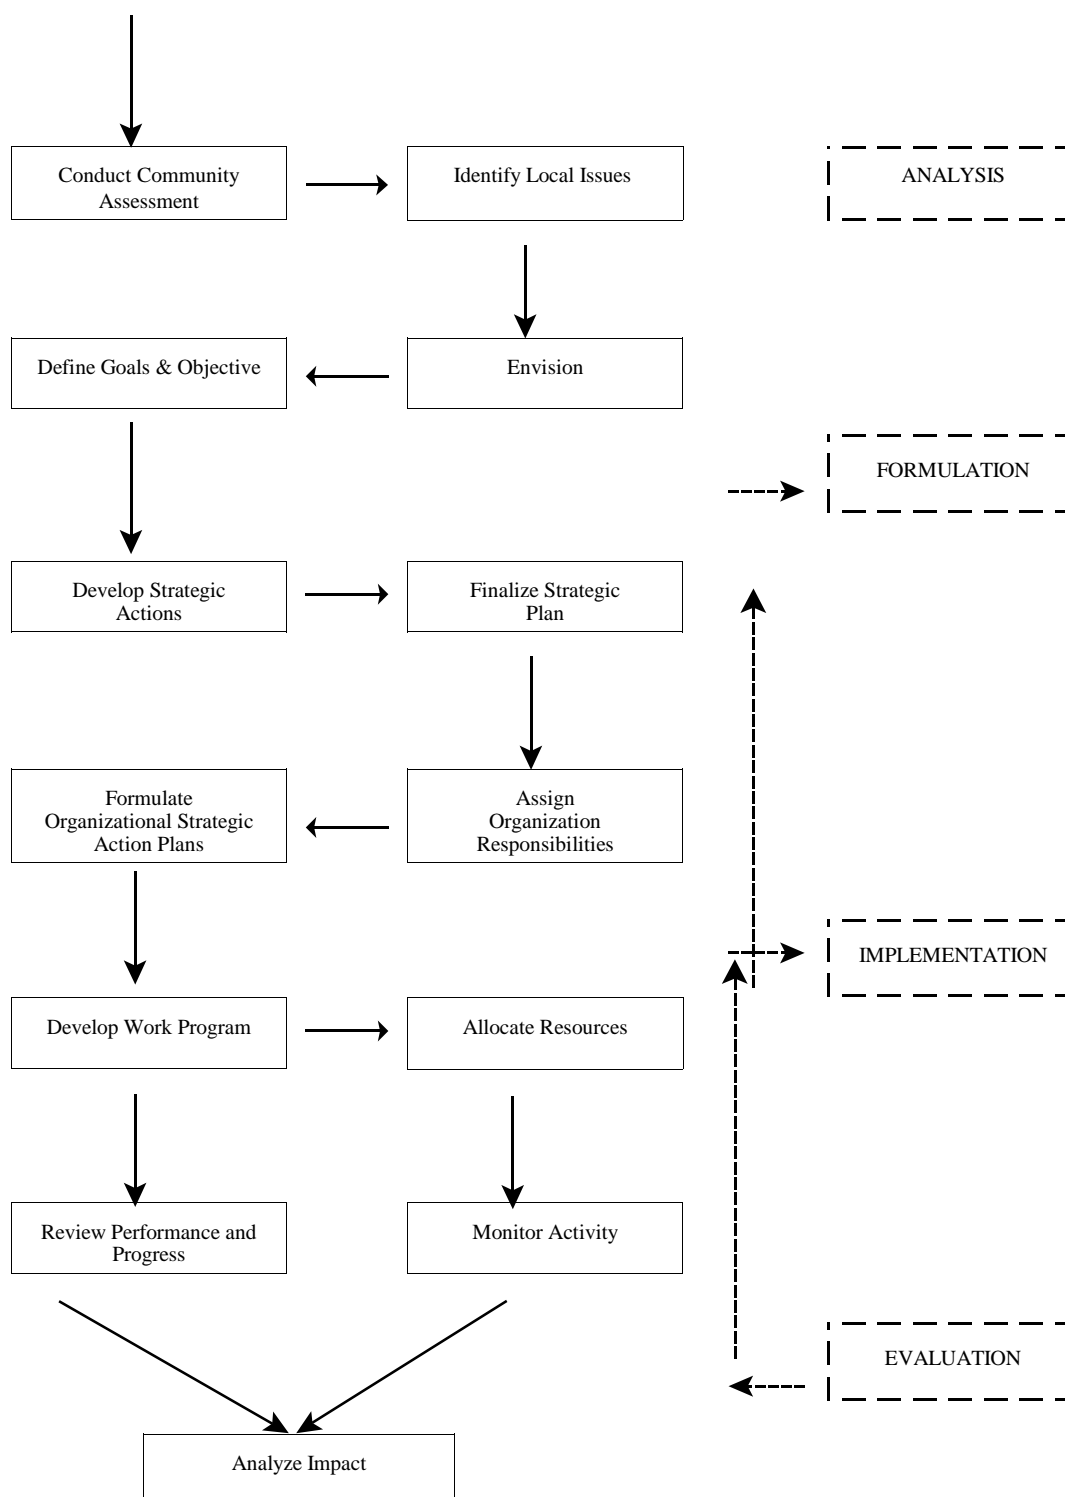 Conduct Community
Assessment
Identify Local Issues
ANALYSIS
Define Goals & Objective
Envision
FORMULATION
Develop Strategic
Actions
Finalize Strategic
Plan
Formulate
Organizational Strategic
Action Plans
Assign
Organization
Responsibilities
IMPLEMENTATION
Develop Work Program
Allocate Resources
Review Performance and
Progress
Monitor Activity
EVALUATION
Analyze Impact